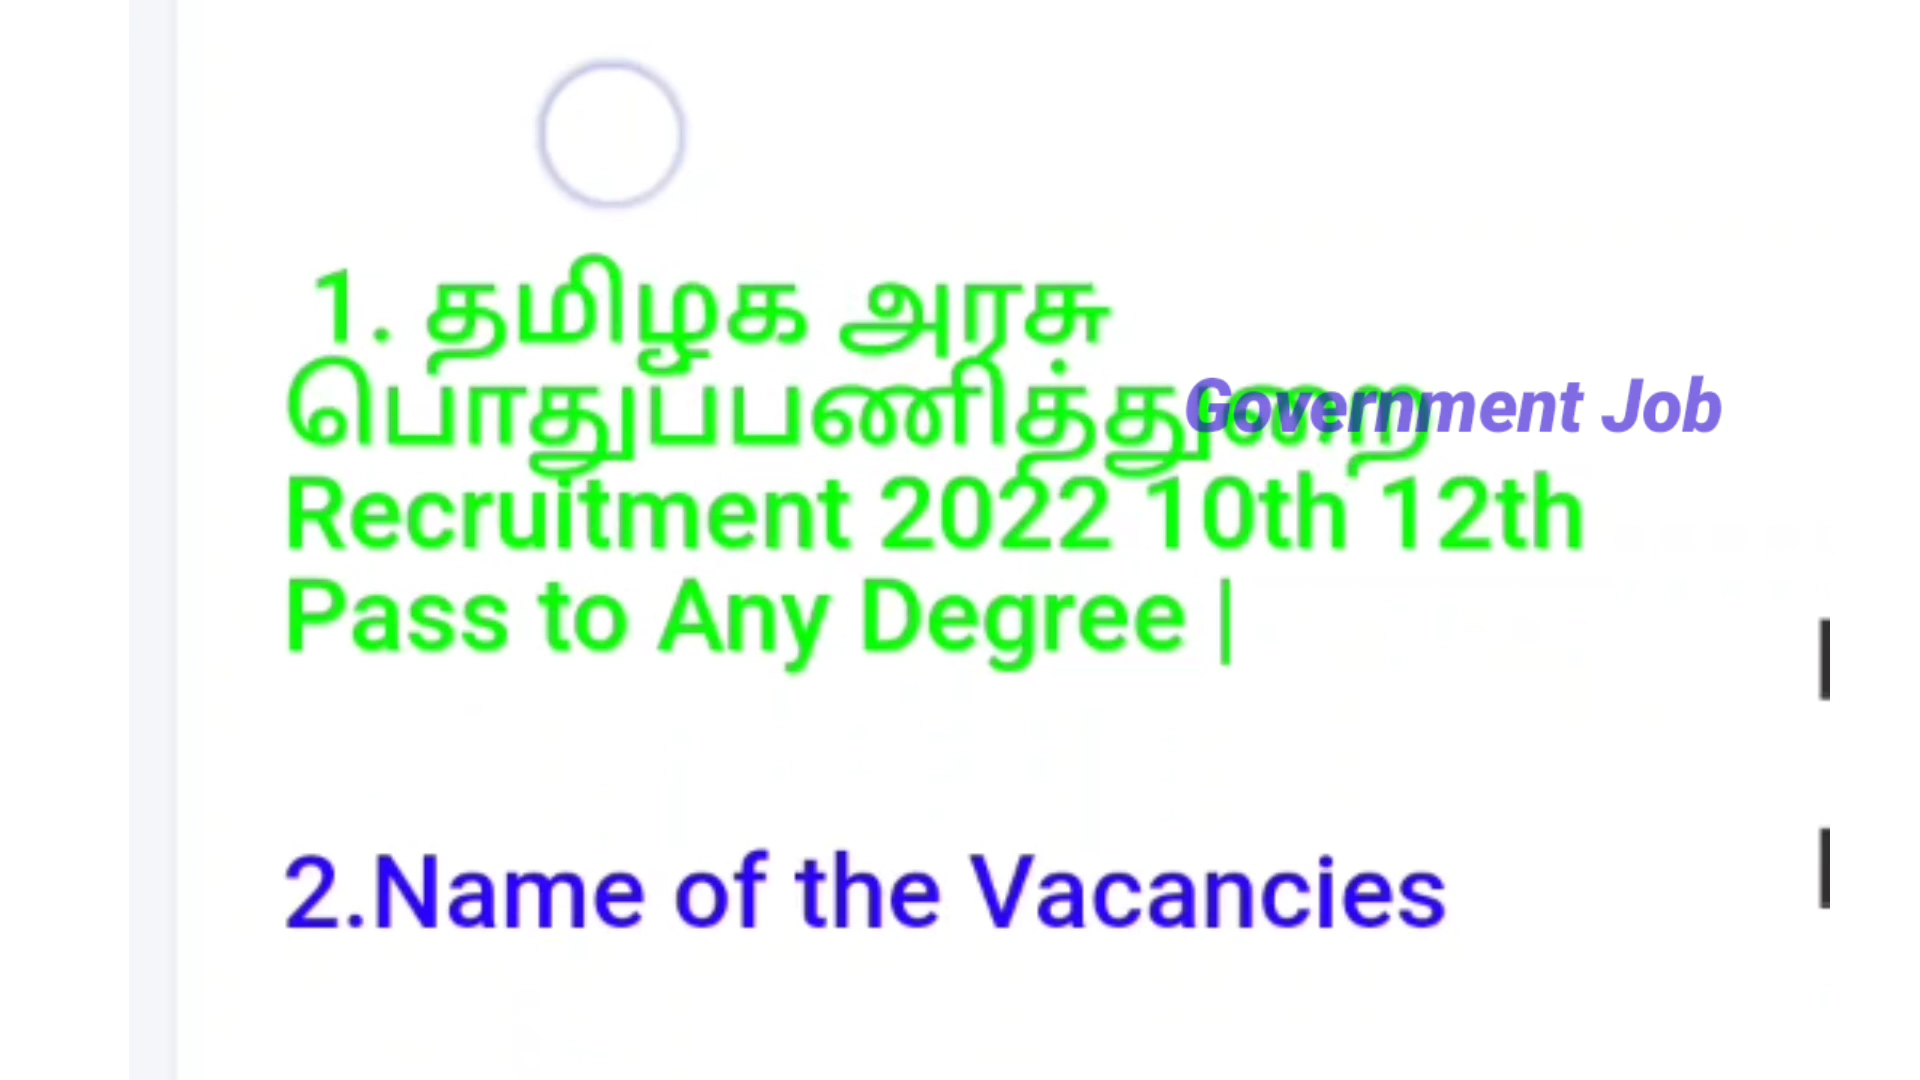 1. தமிழக அரசு
பொதுப்பணித்துறை
Government Job
Recruitment 2022 10th 12th
Pass to Any Degree |
2.Name of the Vacancies